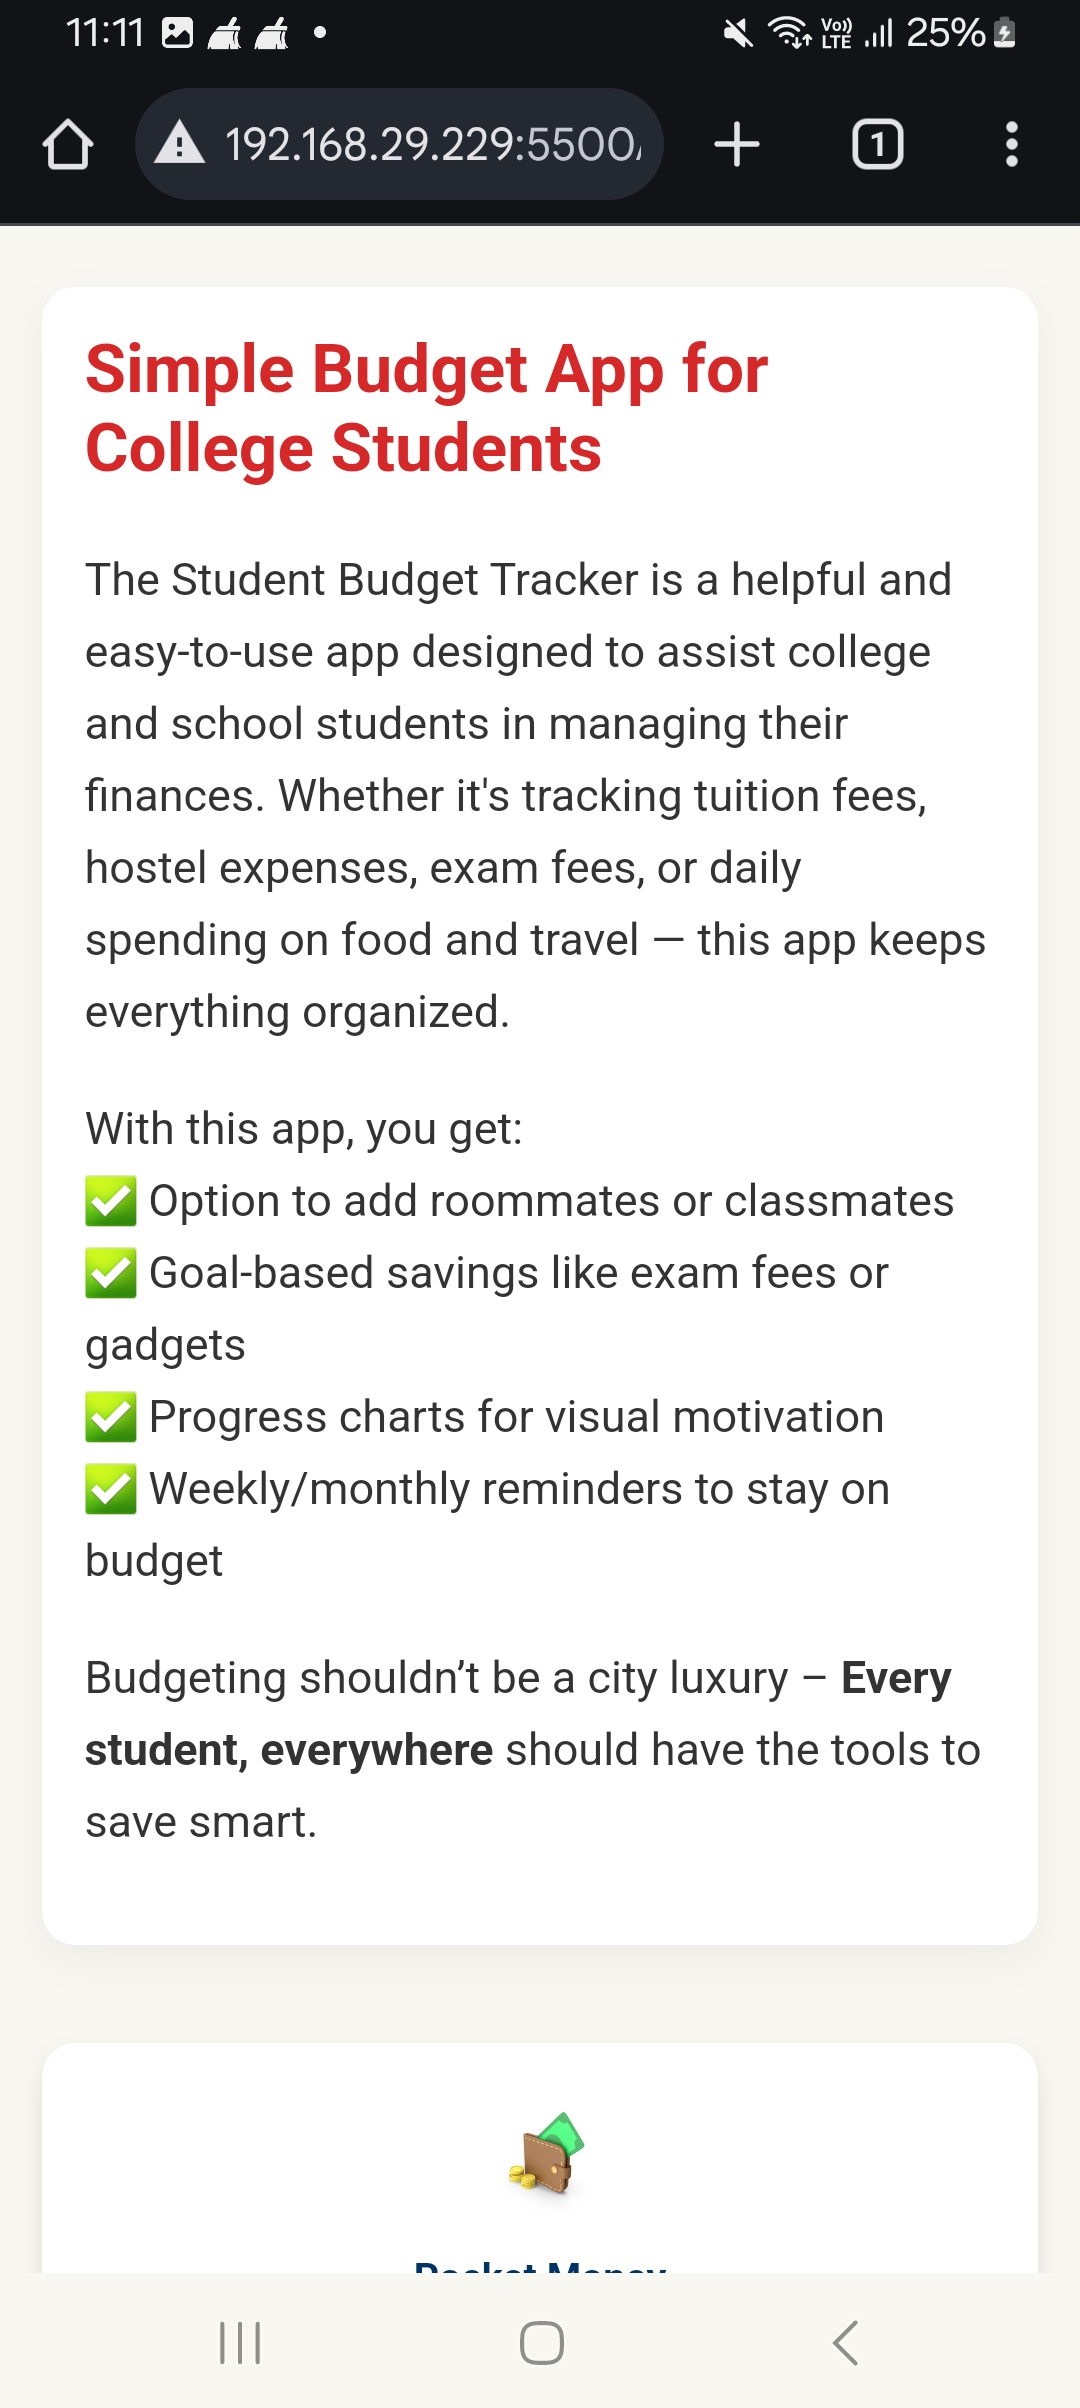 11:11
Vo)) LTE
25%
192.168.29.229:5500
1
Simple Budget App for
College Students
The Student Budget Tracker is a helpful and
easy-to-use app designed to assist college
and school students in managing their
finances. Whether it's tracking tuition fees,
hostel expenses, exam fees, or daily
spending on food and travel — this app keeps
everything organized.
With this app, you get:
✅ Option to add roommates or classmates
✅ Goal-based savings like exam fees or
gadgets
✅ Progress charts for visual motivation
✅ Weekly/monthly reminders to stay on
budget
Budgeting shouldn’t be a city luxury – Every
student, everywhere should have the tools to
save smart.
Pocket Money